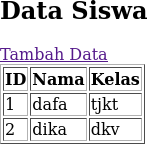 Data Siswa
Tambah Data
ID Nama Kelas
1 dafa tjkt
2 dika dkv